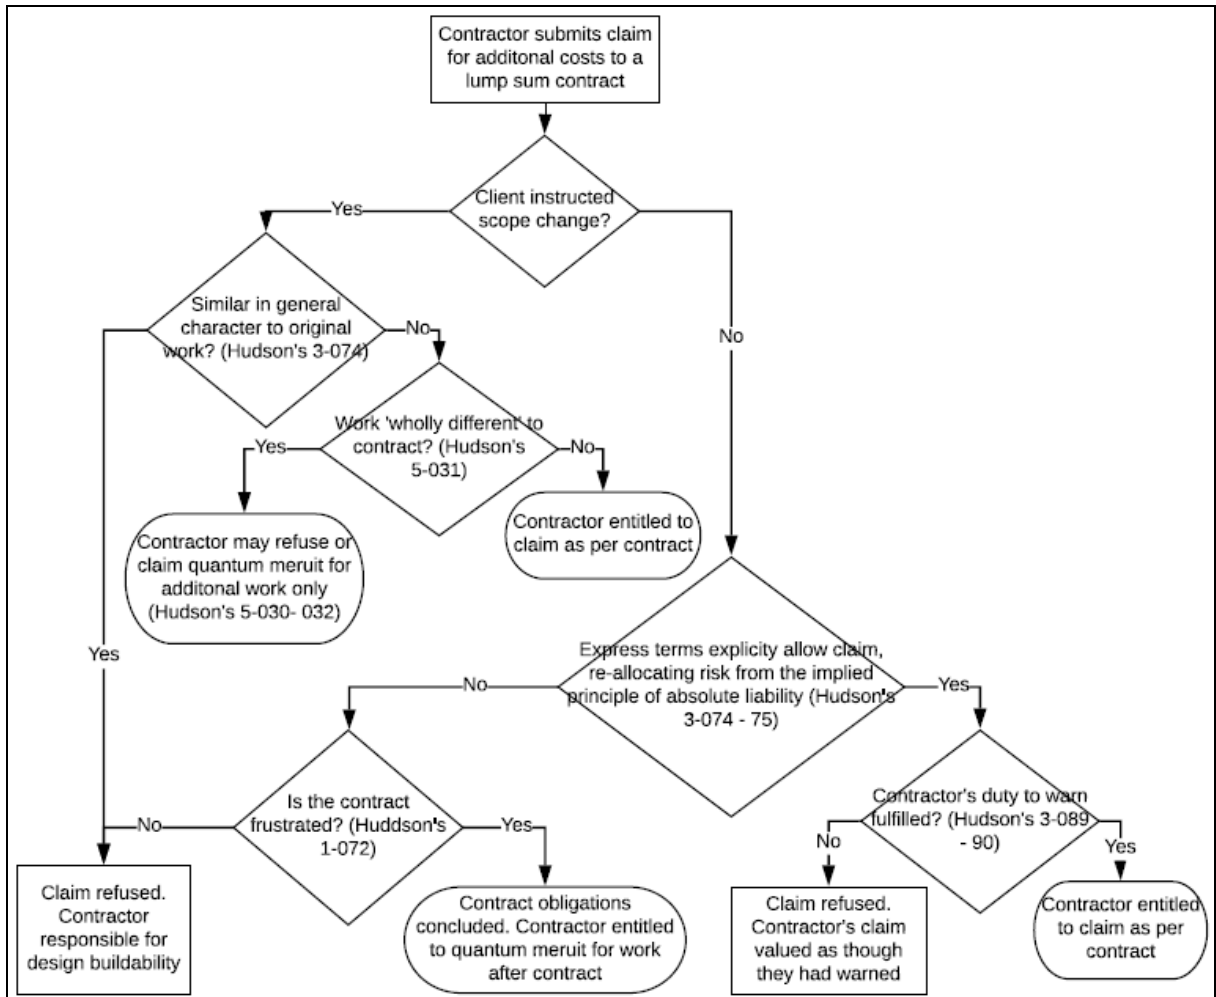 Contractor submits claim
for additonal costs to a
lump sum contract
Client instructed
scope change?
Yes
No
Similar in general
character to original
work? (Hudson's 3-074)
No
Yes
Work 'wholly different' to
contract? (Hudson's
5-031)
Yes
No
Contractor may refuse or
claim quantum meruit for
additonal work only
(Hudson's 5-030- 032)
Contractor entitled to
claim as per contract
Express terms explicity allow claim,
re-allocating risk from the implied
principle of absolute liability (Hudson's
3-074 - 75)
No
Yes
Is the contract
frustrated? (Huddson's
1-072)
No
Yes
Contractor's duty to warn
fulfilled? (Hudson's 3-089
- 90)
No
Yes
Claim refused.
Contractor
responsible for
design buildability
Contract obligations
concluded. Contractor entitled
to quantum meruit for work
after contract
Claim refused.
Contractor's claim
valued as though
they had warned
Contractor entitled
to claim as per
contract